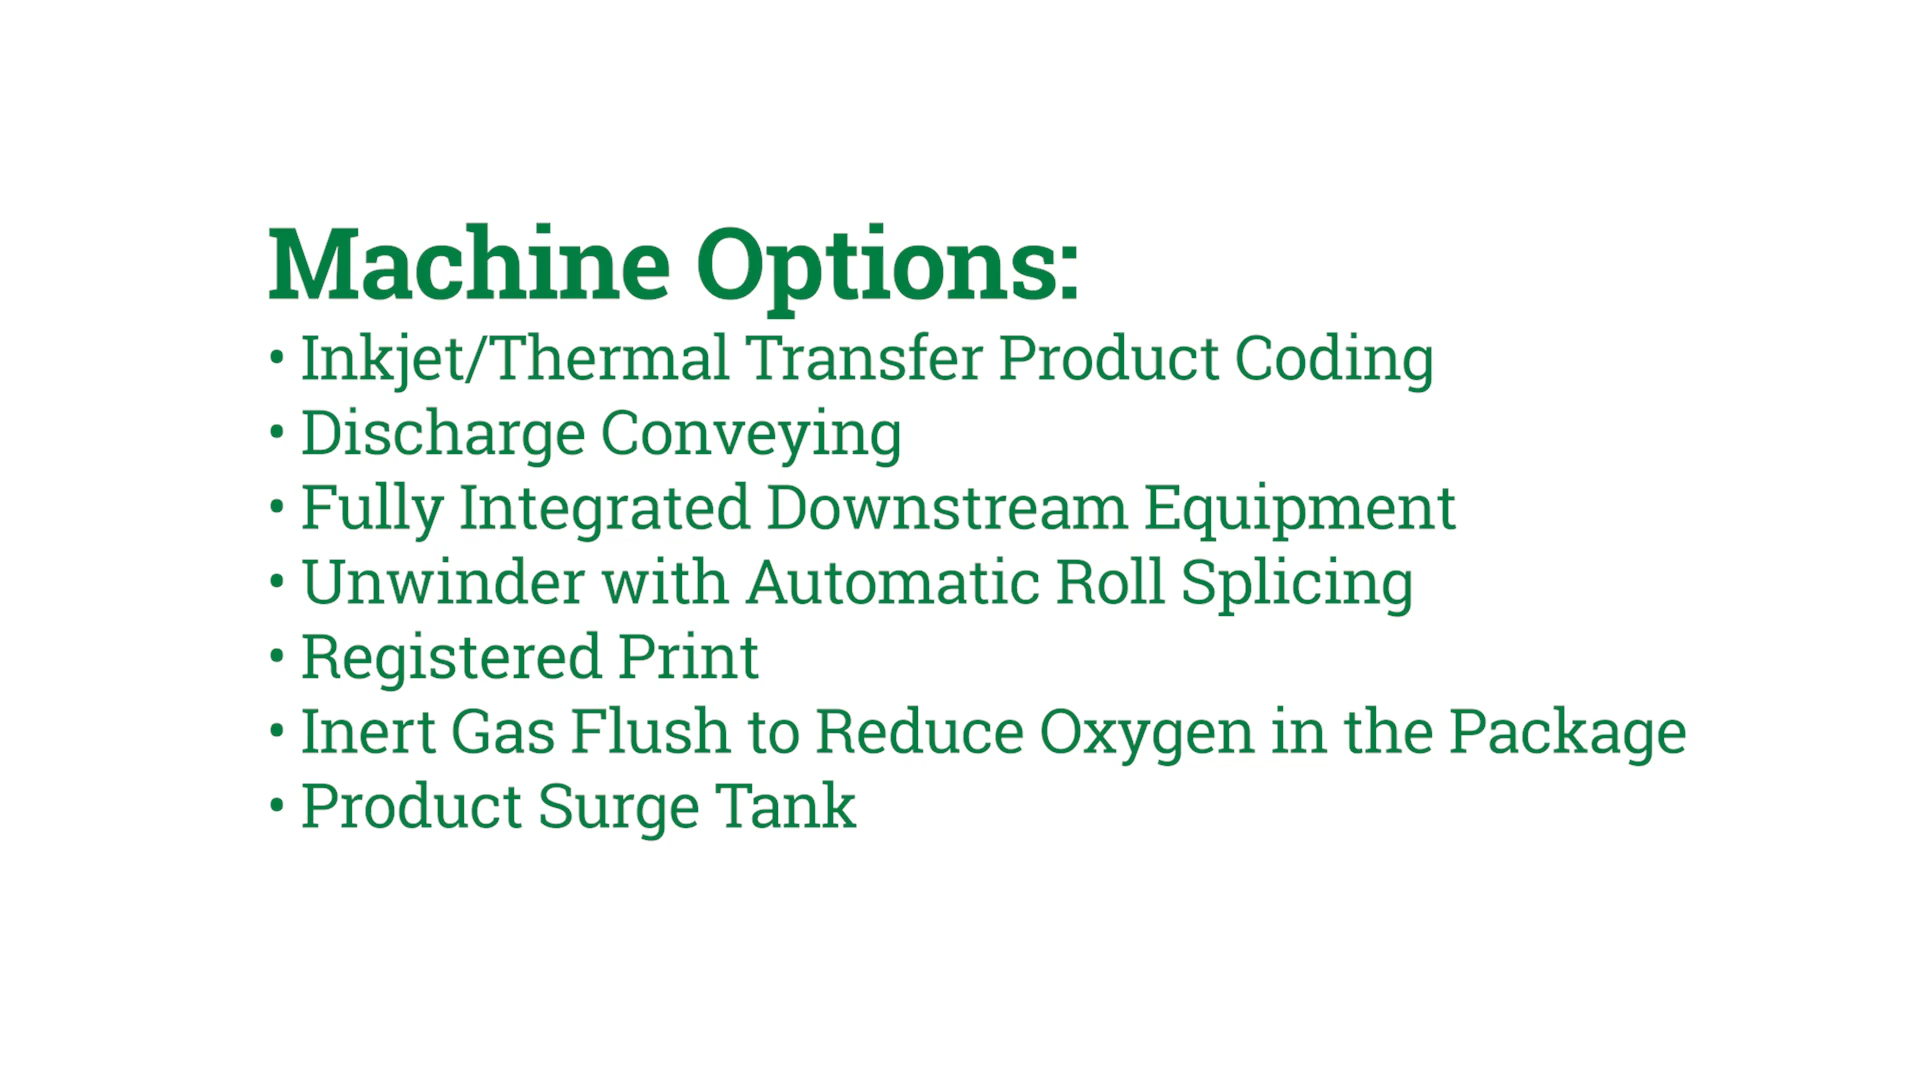 Machine Options:
• Inkjet/Thermal Transfer Product Coding
• Discharge Conveying
• Fully Integrated Downstream Equipment
• Unwinder with Automatic Roll Splicing
• Registered Print
• Inert Gas Flush to Reduce Oxygen in the Package
• Product Surge Tank